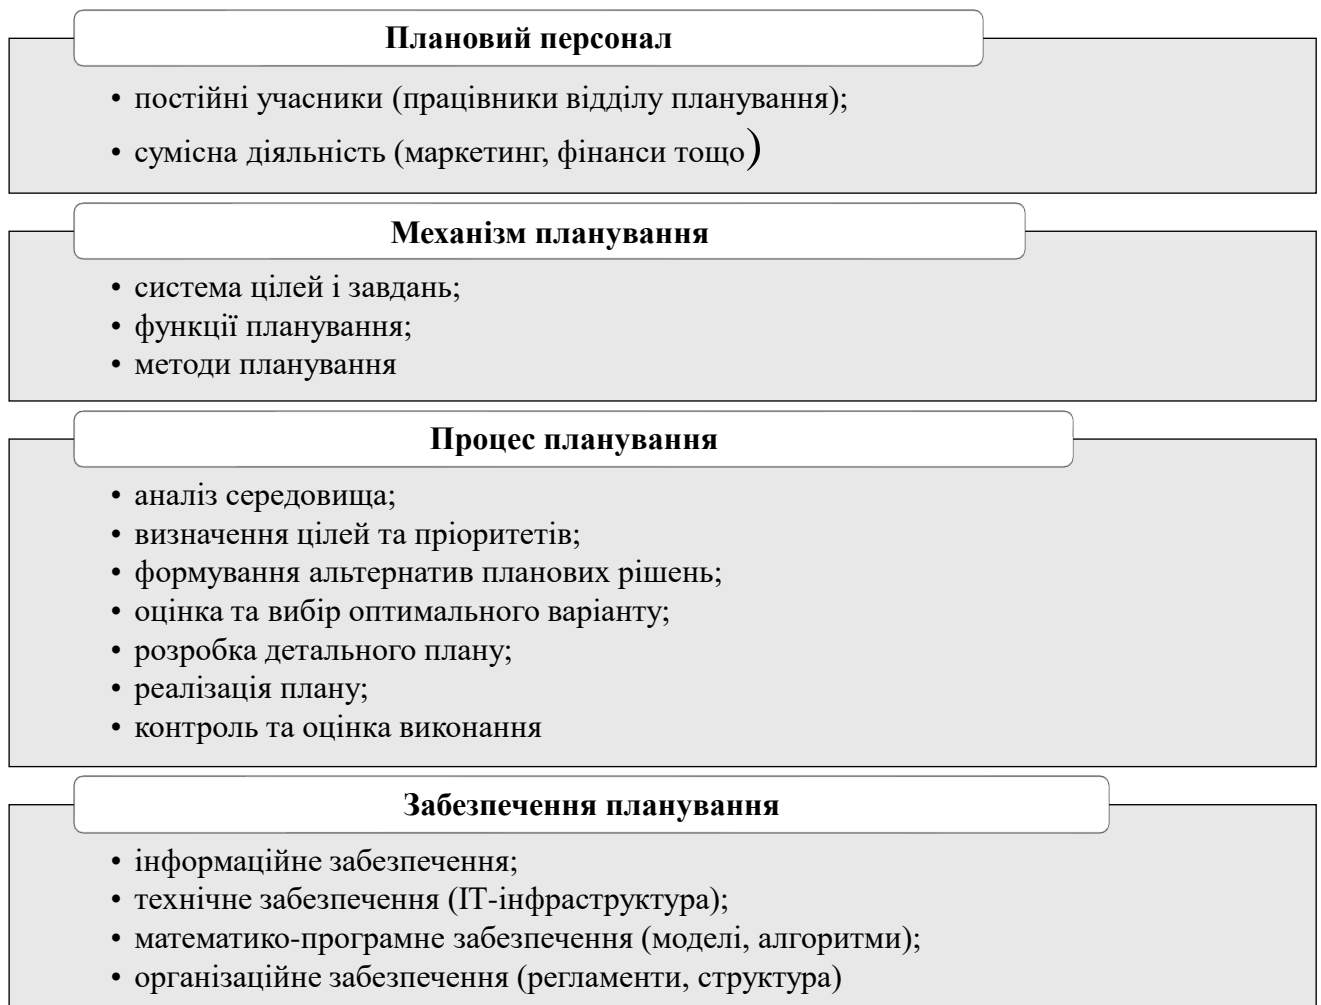 Плановий персонал
• постійні учасники (працівники відділу планування);
• сумісна діяльність (маркетинг, фінанси тощо)
Механізм планування
• система цілей і завдань;
• функції планування;
• методи планування
Процес планування
• аналіз середовища;
• визначення цілей та пріоритетів;
• формування альтернатив планових рішень;
• оцінка та вибір оптимального варіанту;
• розробка детального плану;
• реалізація плану;
• контроль та оцінка виконання
Забезпечення планування
• інформаційне забезпечення;
• технічне забезпечення (ІТ-інфраструктура);
• математико-програмне забезпечення (моделі, алгоритми);
• організаційне забезпечення (регламенти, структура)